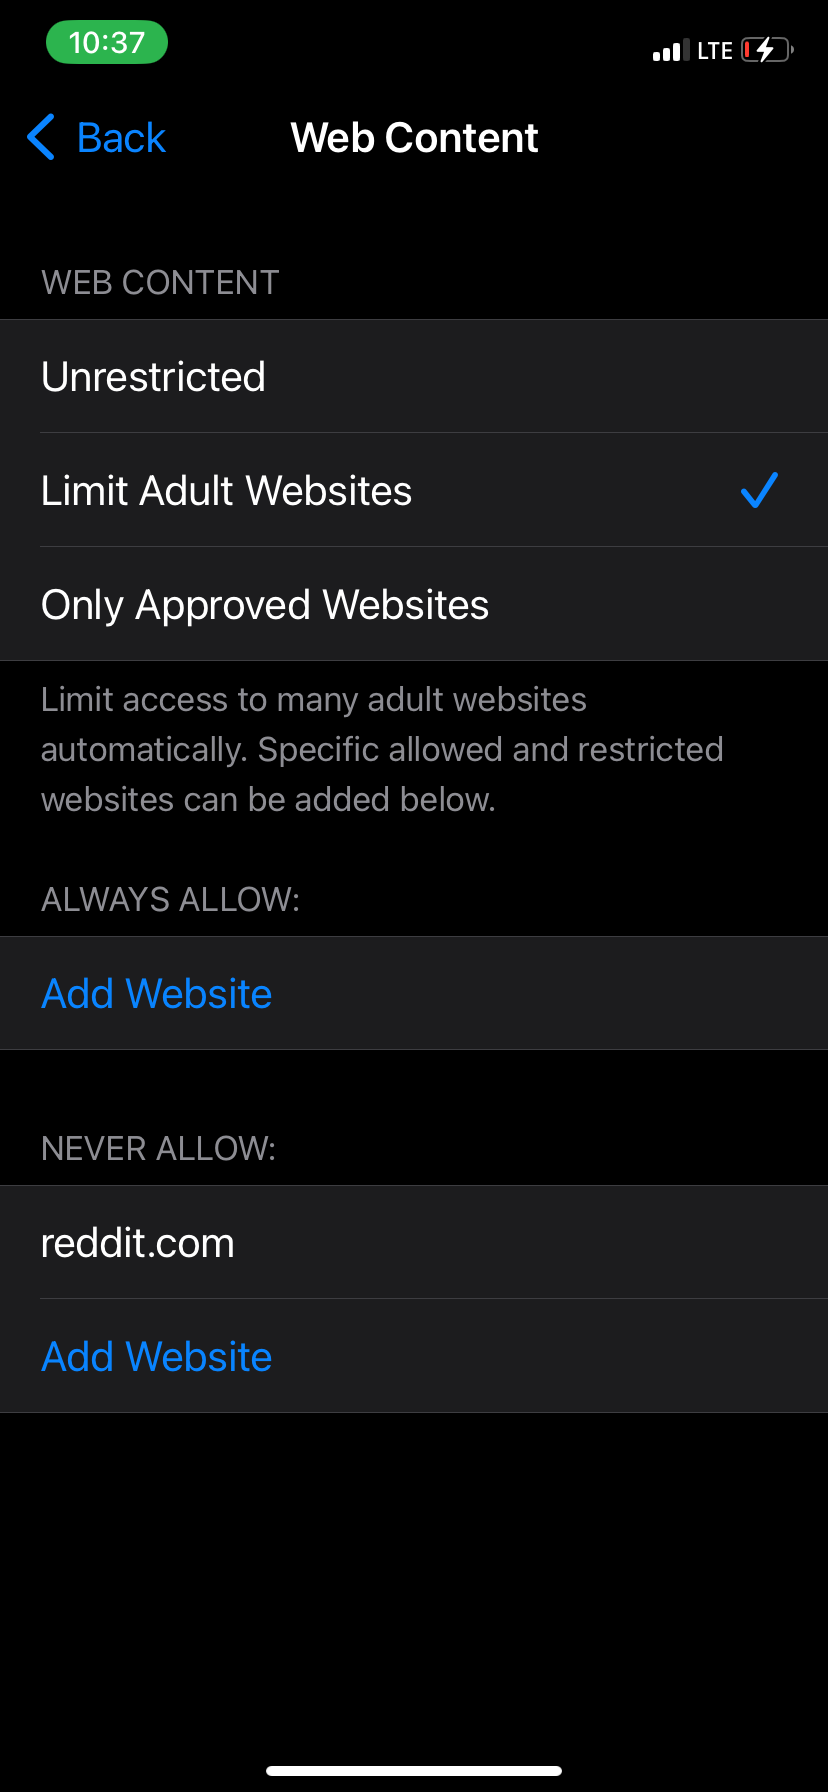 10:37
LTE
Back
Web Content
WEB CONTENT
Unrestricted
Limit Adult Websites
Only Approved Websites
Limit access to many adult websites
automatically. Specific allowed and restricted
websites can be added below.
ALWAYS ALLOW:
Add Website
NEVER ALLOW:
reddit.com
Add Website